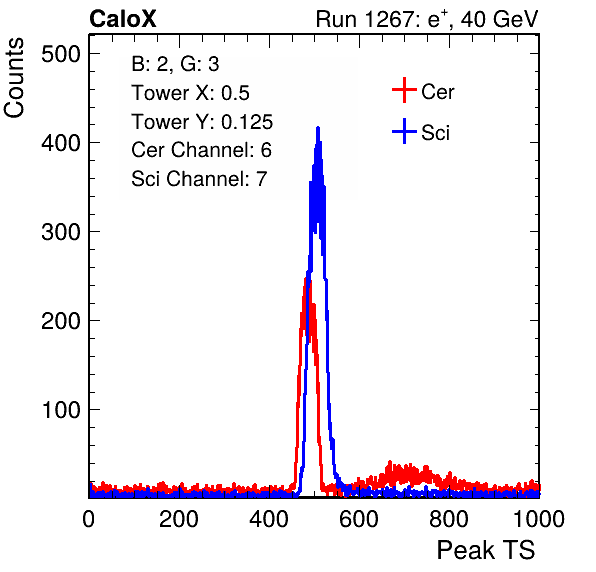 CaloX Run 1267: e⁺, 40 GeV
Counts
500
400
300
200
100
B: 2, G: 3
Tower X: 0.5
Tower Y: 0.125
Cer Channel: 6
Sci Channel: 7
Cer
Sci
0 200 400 600 800 1000
Peak TS